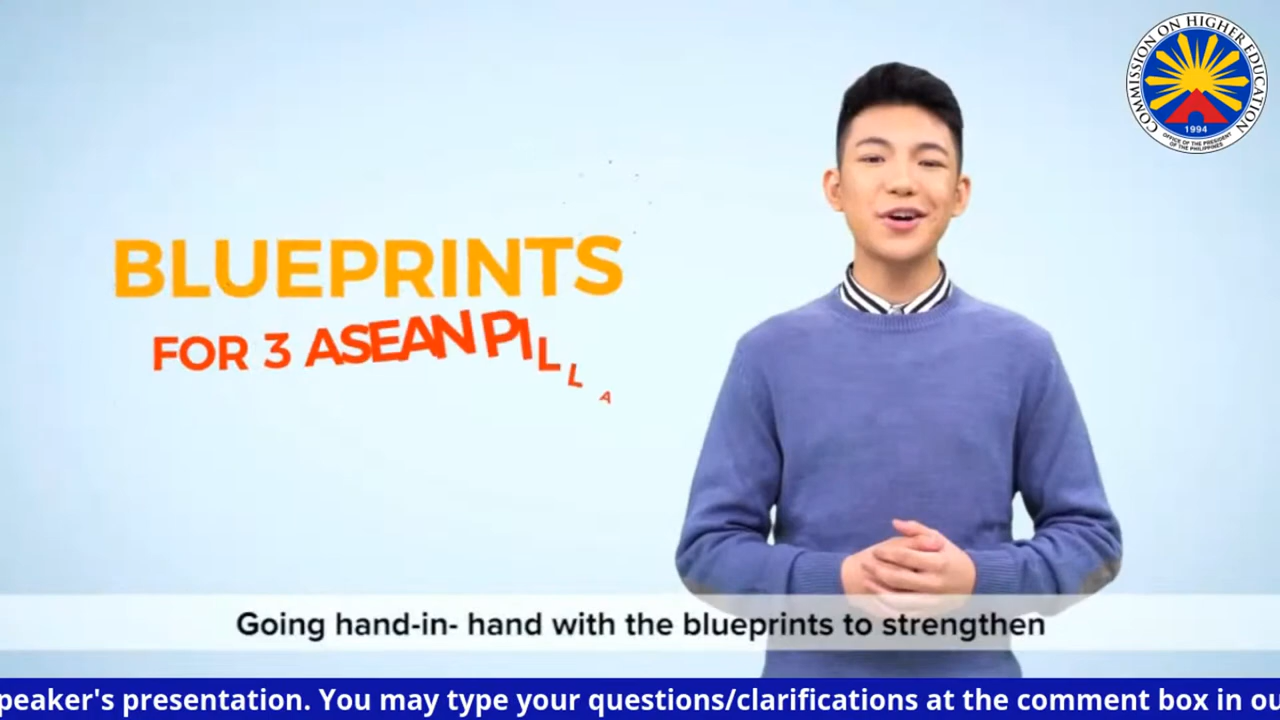 COMMISSION ON HIGHER EDUCATION
1994
OFFICE OF THE PRESIDENT
OF THE PHILIPPINES
BLUEPRINTS
FOR 3 ASEAN PILLA
Going hand-in- hand with the blueprints to strengthen
peaker's presentation. You may type your questions/clarifications at the comment box in ou